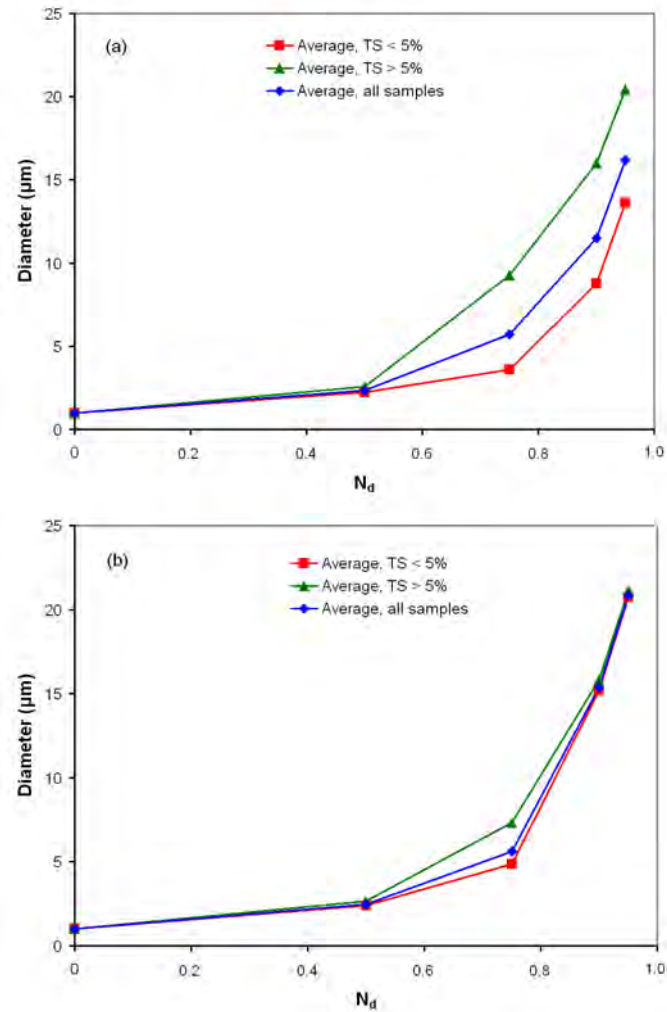 25
(a)
Average, TS < 5%
Average, TS > 5%
Average, all samples
20
15
10
5
0
Diameter (µm)
0 0.2 0.4 0.6 0.8 1.0
N_d
25
(b)
Average, TS < 5%
Average, TS > 5%
Average, all samples
20
15
10
5
0
Diameter (µm)
0 0.2 0.4 0.6 0.8 1.0
N_d